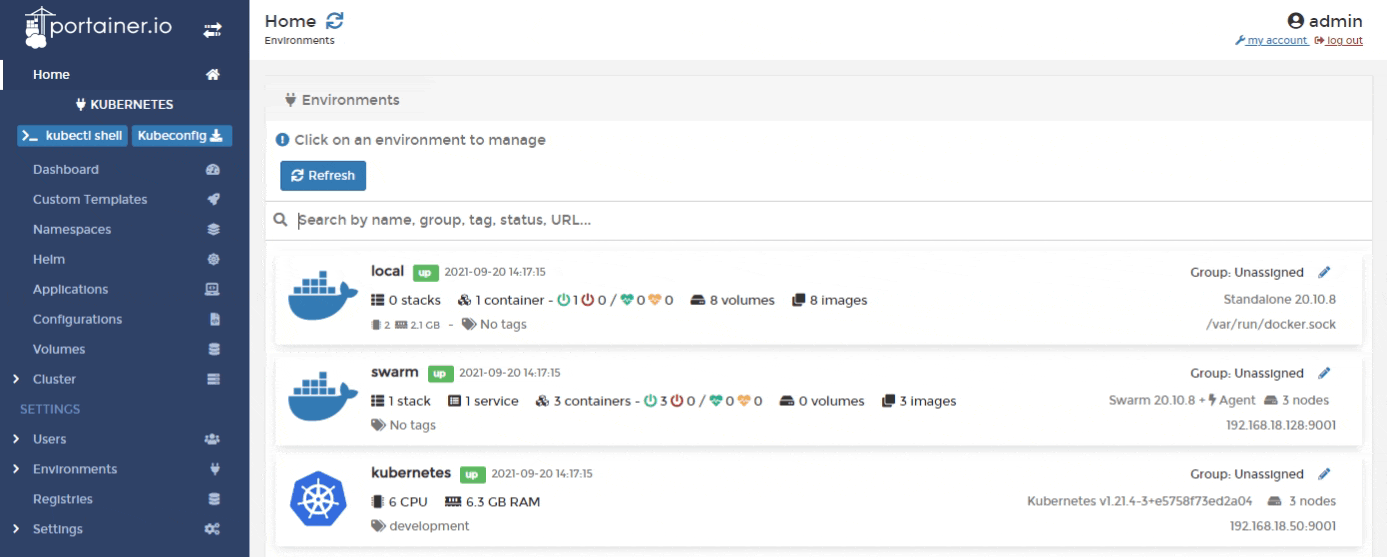 portainer.io
Home
KUBERNETES
kubectl shell
Kubeconfig
Dashboard
Custom Templates
Namespaces
Helm
Applications
Configurations
Volumes
Cluster
SETTINGS
Users
Environments
Registries
Settings
Home
Environments
admin
my account log out
Environments
Click on an environment to manage
Refresh
Search by name, group, tag, status, URL...
local up 2021-09-20 14:17:15 Group: Unassigned
0 stacks 1 container - 1 0 / 0 0 8 volumes 8 images Standalone 20.10.8
2 2.1 GB - No tags /var/run/docker.sock
swarm up 2021-09-20 14:17:15 Group: Unassigned
1 stack 1 service 3 containers - 3 0 / 0 0 0 volumes 3 images Swarm 20.10.8 + Agent 3 nodes
No tags 192.168.18.128:9001
kubernetes up 2021-09-20 14:17:15 Group: Unassigned
6 CPU 6.3 GB RAM Kubernetes v1.21.4-3+e5758f73ed2a04 3 nodes
development 192.168.18.50:9001